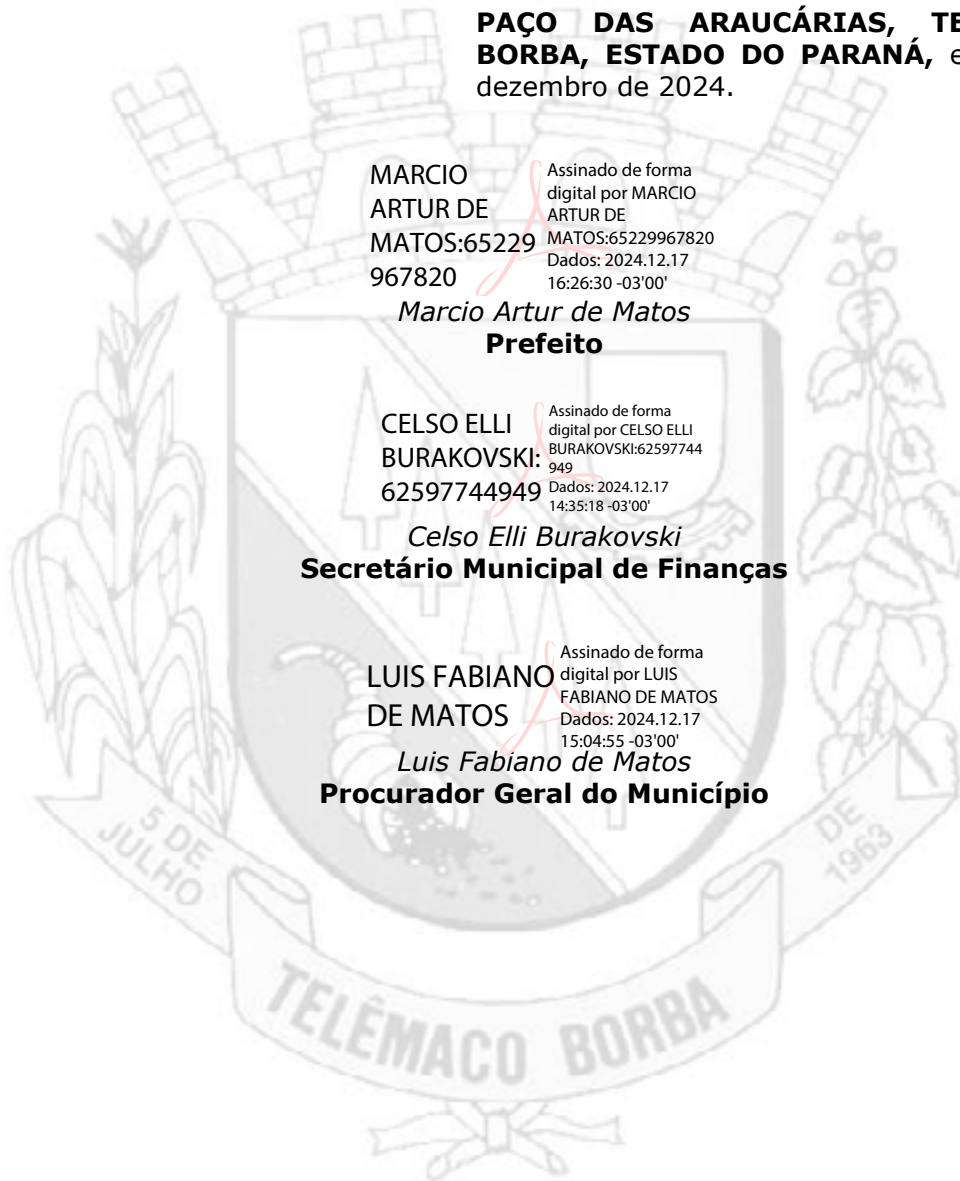 PAÇO DAS ARAUCÁRIAS,
BORBA, ESTADO DO PARANÁ,
dezembro de 2024.
MARCIO
ARTUR DE
MATOS:65229
967820
Assinado de forma
digital por MARCIO
ARTUR DE
MATOS:65229967820
Dados: 2024.12.17
16:26:30 -03'00'
Marcio Artur de Matos
Prefeito
CELSO ELLI
BURAKOVSKI:
62597744949
Assinado de forma
digital por CELSO ELLI
BURAKOVSKI:62597744
949
Dados: 2024.12.17
14:35:18 -03'00'
Celso Elli Burakovski
Secretário Municipal de Finanças
LUIS FABIANO
DE MATOS
Assinado de forma
digital por LUIS
FABIANO DE MATOS
Dados: 2024.12.17
15:04:55 -03'00'
Luis Fabiano de Matos
Procurador Geral do Município
5 DE
JULHO
DE
1963
TELÊMACO BORBA